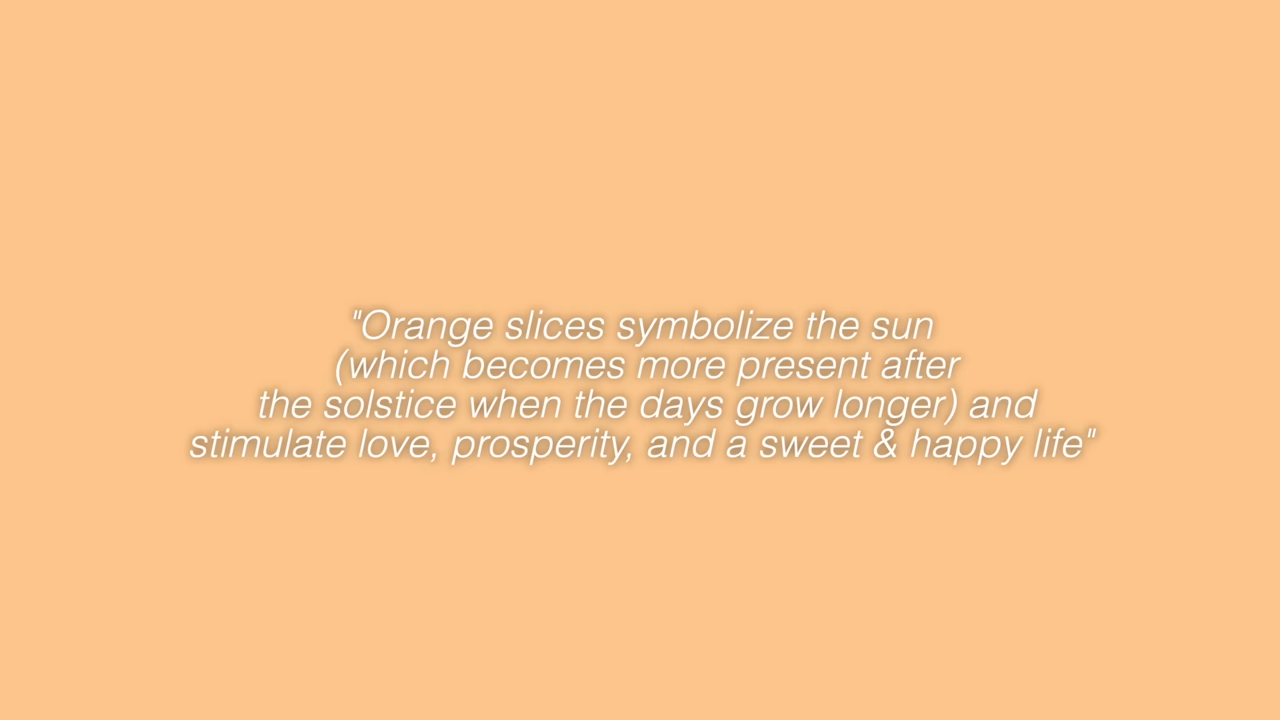 "Orange slices symbolize the sun
(which becomes more present after
the solstice when the days grow longer) and
stimulate love, prosperity, and a sweet & happy life"